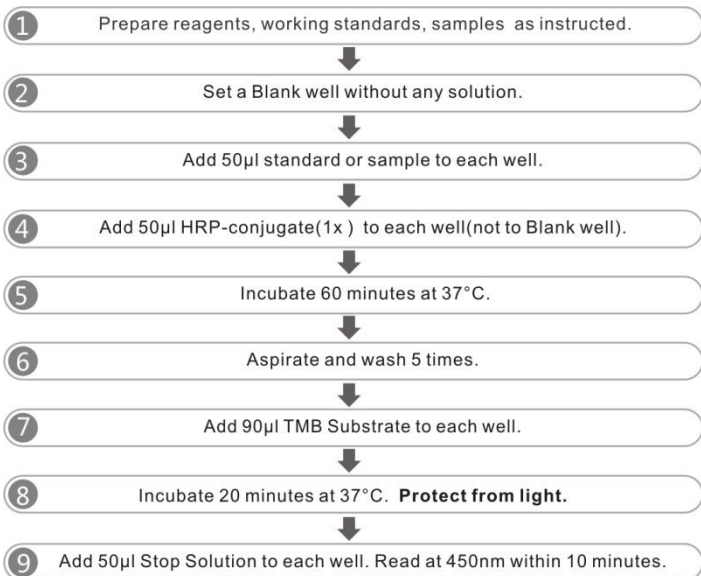 1 Prepare reagents, working standards, samples as instructed.
2 Set a Blank well without any solution.
3 Add 50µl standard or sample to each well.
4 Add 50µl HRP-conjugate(1x ) to each well(not to Blank well).
5 Incubate 60 minutes at 37°C.
6 Aspirate and wash 5 times.
7 Add 90µl TMB Substrate to each well.
8 Incubate 20 minutes at 37°C. Protect from light.
9 Add 50µl Stop Solution to each well. Read at 450nm within 10 minutes.